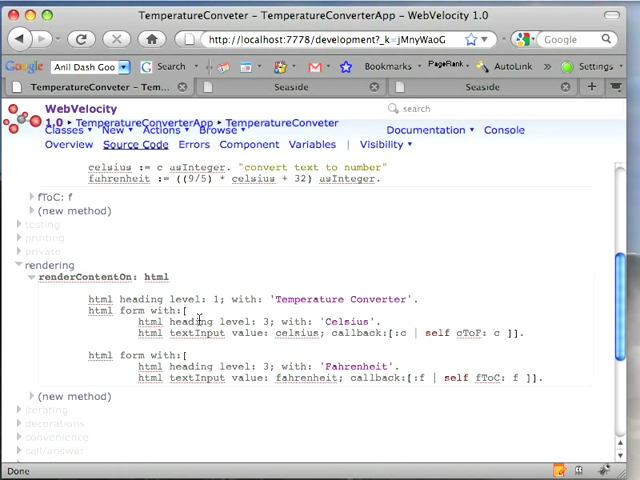 TemperatureConveter - TemperatureConverterApp - WebVelocity 1.0
http://localhost:7778/development?_k=jMnyWaoG
Google
Anil Dash Goo
Search
Bookmarks
PageRank
AutoLink
Settings
TemperatureConverterApp - Tem...
Seaside
Seaside
WebVelocity
1.0
TemperatureConverterApp
TemperatureConverter
search
Classes
New
Actions
Browse
Documentation
Console
Overview
Source Code
Errors
Component
Variables
Visibility
celsius := c asInteger. "convert text to number"
fahrenheit := ((9/5) * celsius + 32) asInteger.
fToC: f
(new method)
testing
printing
private
rendering
renderContentOn: html
html heading level: 1; with: 'Temperature Converter'.
html form with:[
html heading level: 3; with: 'Celsius'.
html textInput value: celsius; callback:[:c | self cToF: c ]].
html form with:[
html heading level: 3; with: 'Fahrenheit'.
html textInput value: fahrenheit; callback:[:f | self fToC: f ]].
(new method)
iterating
decorations
convenience
call/answer
Done